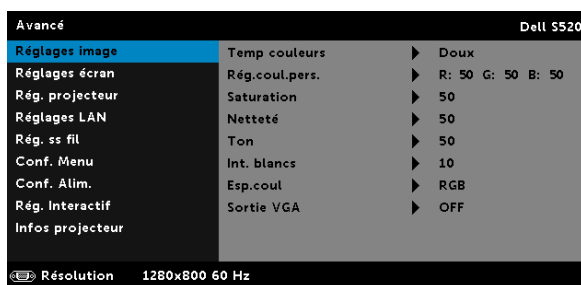 Avancé Dell S520
Réglages image Temp couleurs Doux
Réglages écran Rég.coul.pers. R: 50 G: 50 B: 50
Rég. projecteur Saturation 50
Réglages LAN Netteté 50
Rég. ss fil Ton 50
Conf. Menu Int. blancs 10
Conf. Alim. Esp.coul RGB
Rég. Interactif Sortie VGA OFF
Infos projecteur
Résolution 1280x800 60 Hz